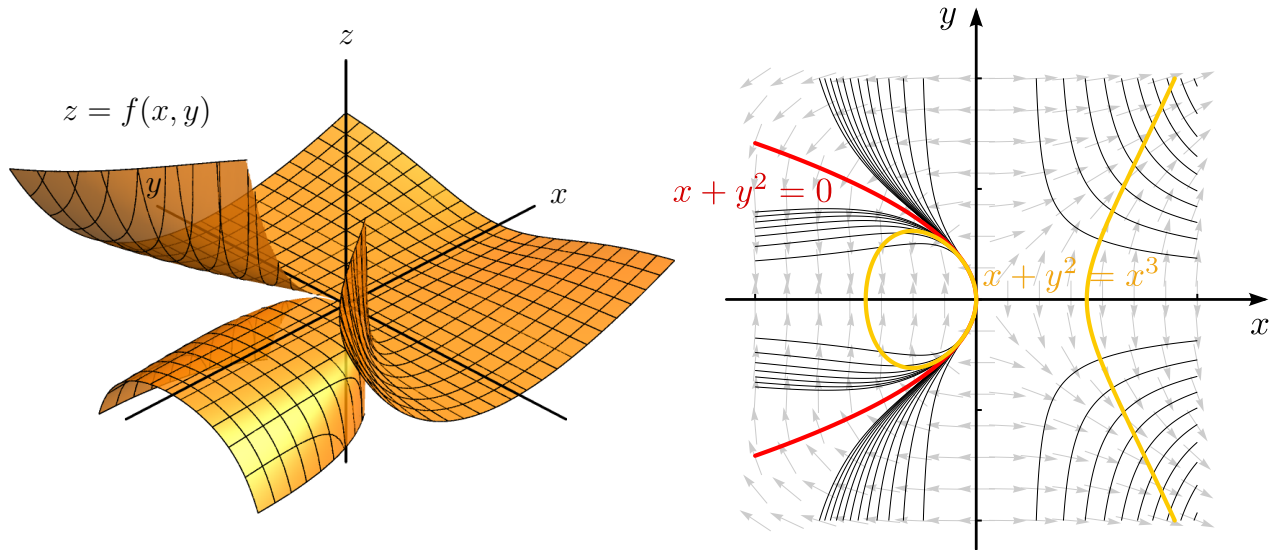 z
z = f(x, y)
y
x
y
x + y² = 0
x + y² = x³
x